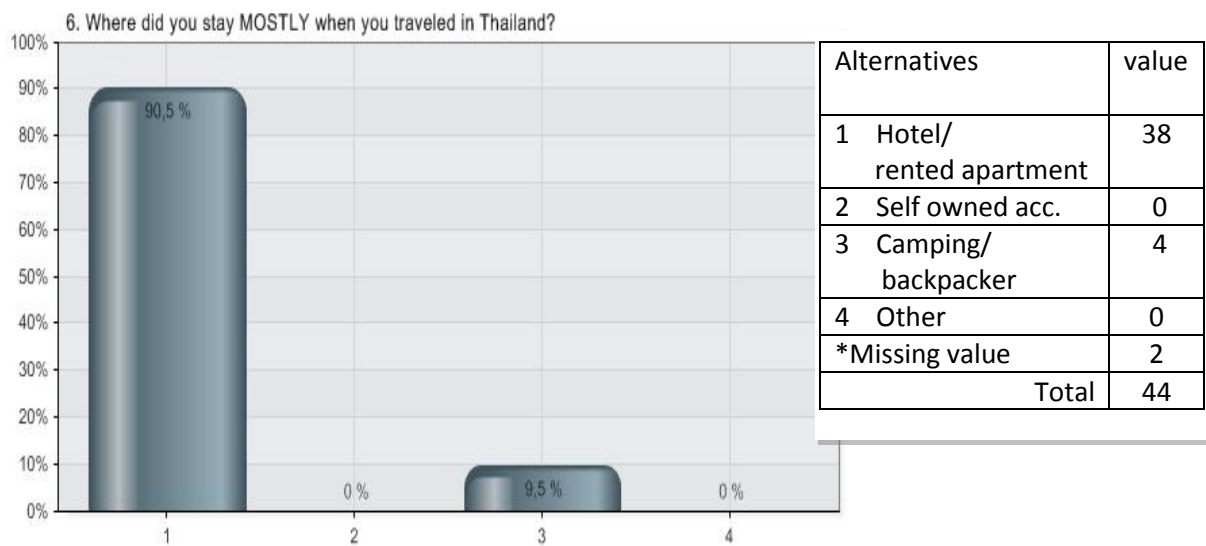 6. Where did you stay MOSTLY when you traveled in Thailand?
100%
90%
80%
70%
60%
50%
40%
30%
20%
10%
0%
90,5 %
0 %
9,5 %
0 %
1
2
3
4
Alternatives value
1 Hotel/ 38
rented apartment
2 Self owned acc. 0
3 Camping/ 4
backpacker
4 Other 0
*Missing value 2
Total 44